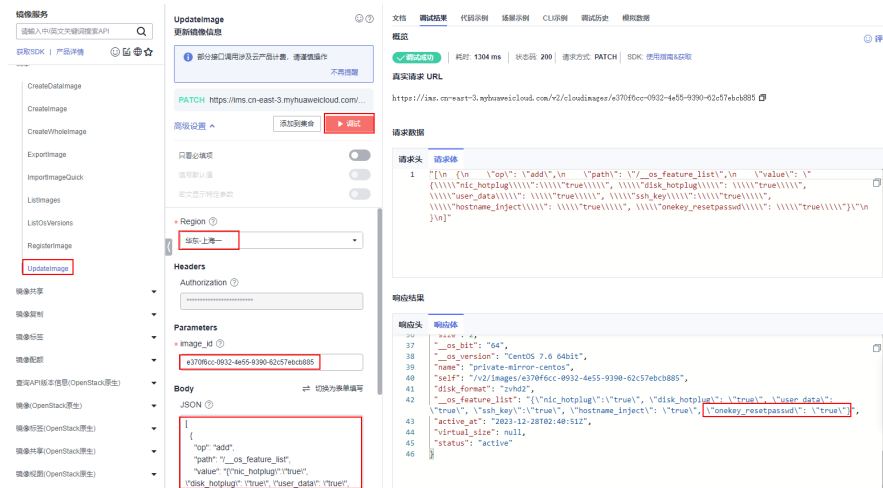 镜像服务
请输入中/英文关键词搜索API
获取SDK | 产品详情
CreateDataImage
CreateImage
CreateWholeImage
ExportImage
ImportImageQuick
ListImages
ListOsVersions
RegisterImage
UpdateImage
镜像共享
镜像复制
镜像标签
镜像配额
查询API版本信息(OpenStack原生)
镜像(OpenStack原生)
镜像标签(OpenStack原生)
镜像共享(OpenStack原生)
镜像视图(OpenStack原生)
UpdateImage
更新镜像信息
部分接口调用涉及云产品计费，请谨慎操作
不再提醒
PATCH https://ims.cn-east-3.myhuaweicloud.com/...
高级设置
添加到集合
调试
只看必填项
填写默认值
密文显示特征参数
* Region
华东-上海一
Headers
Authorization
************************
Parameters
* image_id
e370f6cc-0932-4e55-9390-62c57ebcb885
Body
切换为表单填写
JSON
[
{
"op": "add",
"path": "/__os_feature_list",
"value": "{\"nic_hotplug\":\"true\",
\"disk_hotplug\": \"true\", \"user_data\": \"true\",
文档 调试结果 代码示例 场景示例 CLI示例 调试历史 模拟数据
概览
评
调试成功 | 耗时: 1304 ms | 状态码: 200 | 请求方式: PATCH | SDK: 使用指南&获取
真实请求 URL
https://ims.cn-east-3.myhuaweicloud.com/v2/cloudimages/e370f6cc-0932-4e55-9390-62c57ebcb885
请求数据
请求头 请求体
1 "[\n  {\n    \"op\": \"add\",\n    \"path\": \"/__os_feature_list\",\n    \"value\": \"
{\\\\\"nic_hotplug\\\\\":\\\\\"true\\\\\", \\\\\"disk_hotplug\\\\\": \\\\\"true\\\\\",
\\\\\"user_data\\\\\": \\\\\"true\\\\\", \\\\\"ssh_key\\\\\":\\\\\"true\\\\\",
\\\\\"hostname_inject\\\\\": \\\\\"true\\\\\", \\\\\"onekey_resetpasswd\\\\\": \\\\\"true\\\\\"}\"\n
}\n]"
响应结果
响应头 响应体
36 "size": 2,
37 "__os_bit": "64",
38 "__os_version": "CentOS 7.6 64bit",
39 "name": "private-mirror-centos",
40 "self": "/v2/images/e370f6cc-0932-4e55-9390-62c57ebcb885",
41 "disk_format": "zvhd2",
42 "__os_feature_list": "{\"nic_hotplug\":\"true\", \"disk_hotplug\": \"true\", \"user_data\":
\"true\", \"ssh_key\":\"true\", \"hostname_inject\": \"true\", \"onekey_resetpasswd\": \"true\"}",
43 "active_at": "2023-12-28T02:40:51Z",
44 "virtual_size": null,
45 "status": "active"
46 }